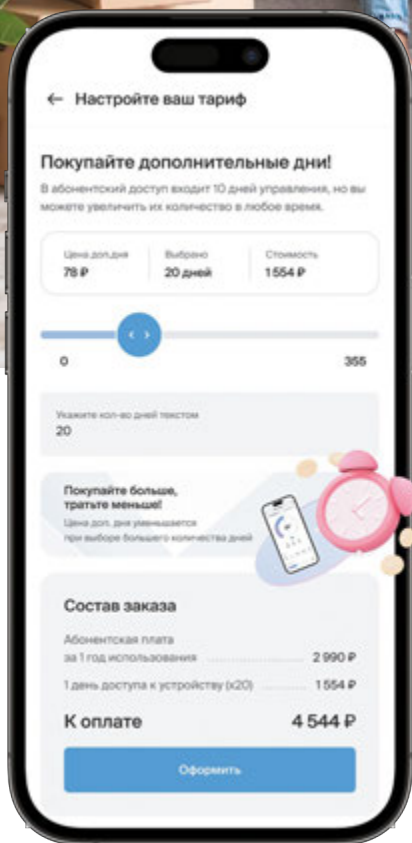 ← Настройте ваш тариф
Покупайте дополнительные дни!
В абонентский доступ входит 10 дней управления, но вы
можете увеличить их количество в любое время.
Цена доп.дня Выбрано Стоимость
78 ₽ 20 дней 1 554 ₽
0 355
Укажите кол-во дней текстом
20
Покупайте больше,
тратьте меньше!
Цена доп. дня уменьшается
при выборе большего количества дней
Состав заказа
Абонентская плата
за 1 год использования 2 990 ₽
1 день доступа к устройству (x20) 1 554 ₽
К оплате 4 544 ₽
Оформить